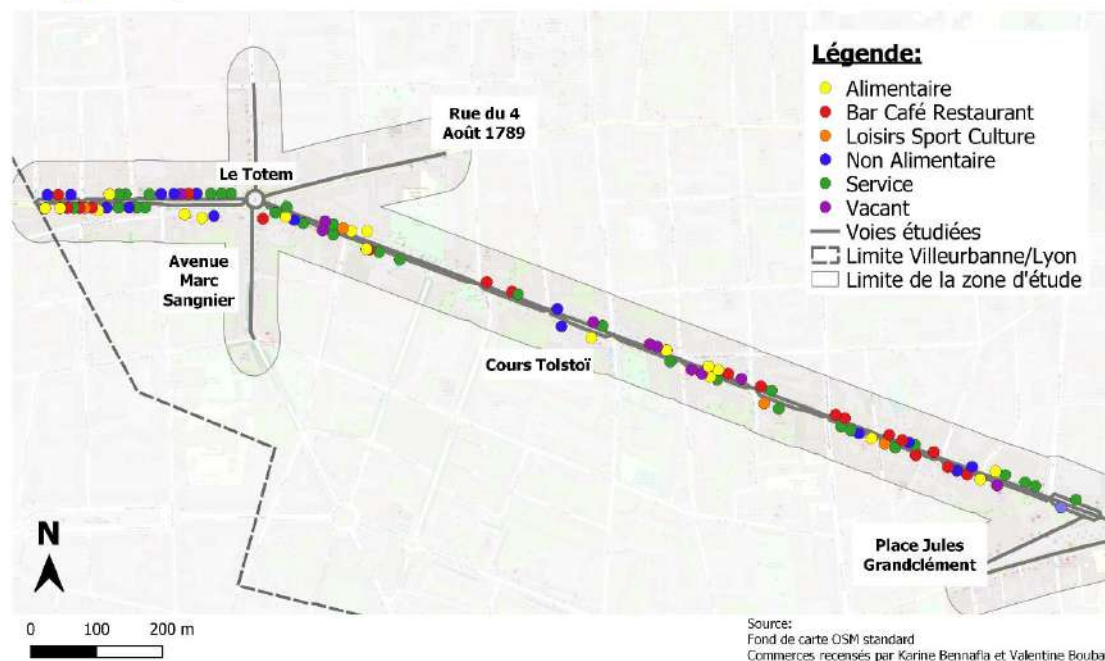 Légende:
Alimentaire
Bar Café Restaurant
Loisirs Sport Culture
Non Alimentaire
Service
Vacant
Voies étudiées
Limite Villeurbanne/Lyon
Limite de la zone d'étude
Rue du 4
Août 1789
Le Totem
Avenue
Marc
Sangnier
Cours Tolstoï
Place Jules
Grandclément
N
0 100 200 m
Source:
Fond de carte OSM standard
Commerces recensés par Karine Bennafla et Valentine